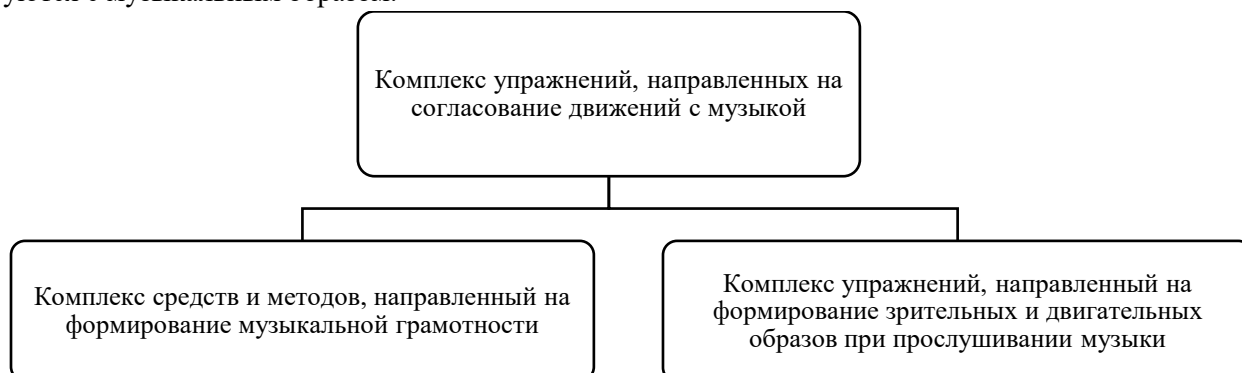 Комплекс упражнений, направленных на
согласование движений с музыкой
Комплекс средств и методов, направленный на
формирование музыкальной грамотности
Комплекс упражнений, направленный на
формирование зрительных и двигательных
образов при прослушивании музыки